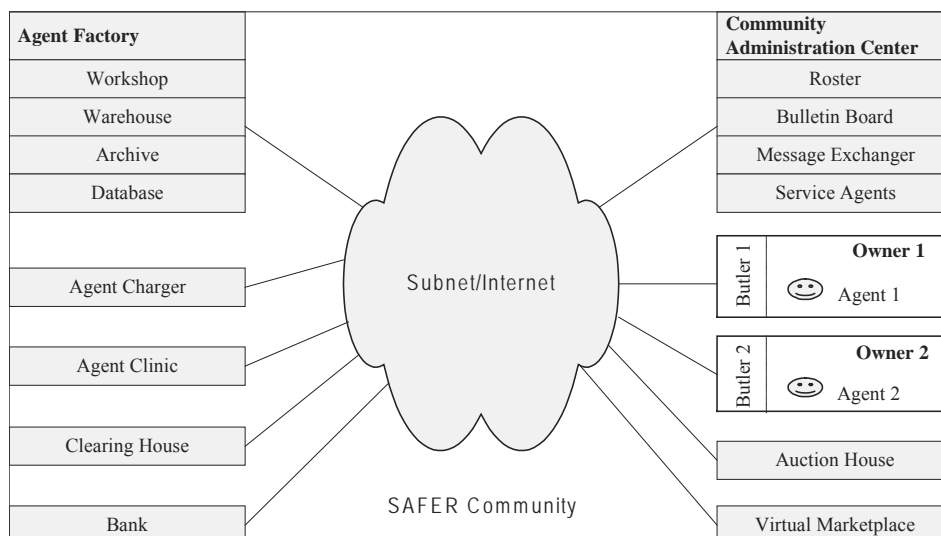 Agent Factory
Workshop
Warehouse
Archive
Database
Agent Charger
Agent Clinic
Clearing House
Bank
Subnet/Internet
SAFER Community
Community
Administration Center
Roster
Bulletin Board
Message Exchanger
Service Agents
Butler 1
Owner 1
Agent 1
Butler 2
Owner 2
Agent 2
Auction House
Virtual Marketplace